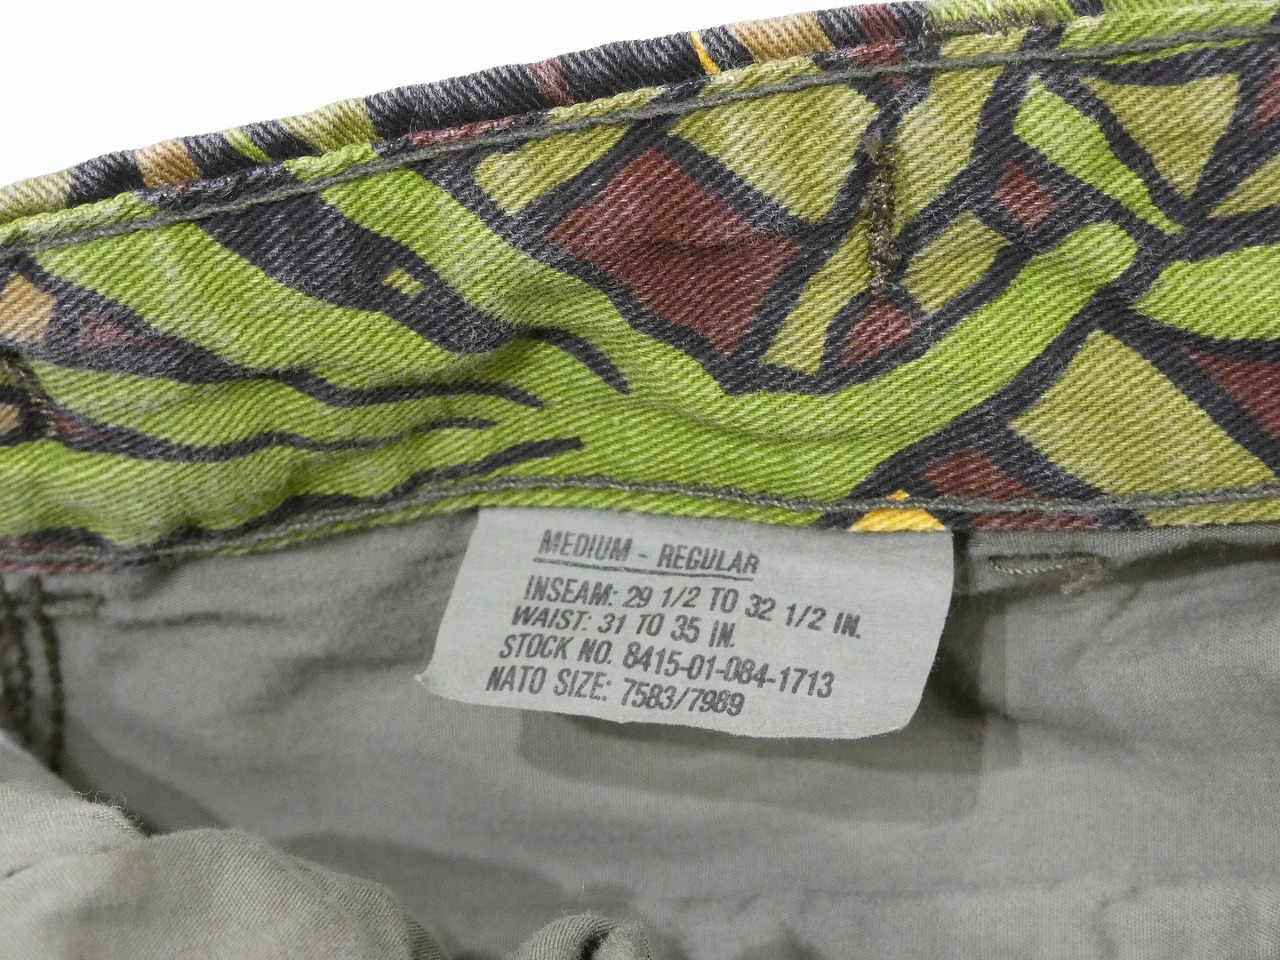 MEDIUM - REGULAR
INSEAM: 29 1/2 TO 32 1/2 IN.
WAIST: 31 TO 35 IN.
STOCK NO. 8415-01-084-1713
NATO SIZE: 7583/7989